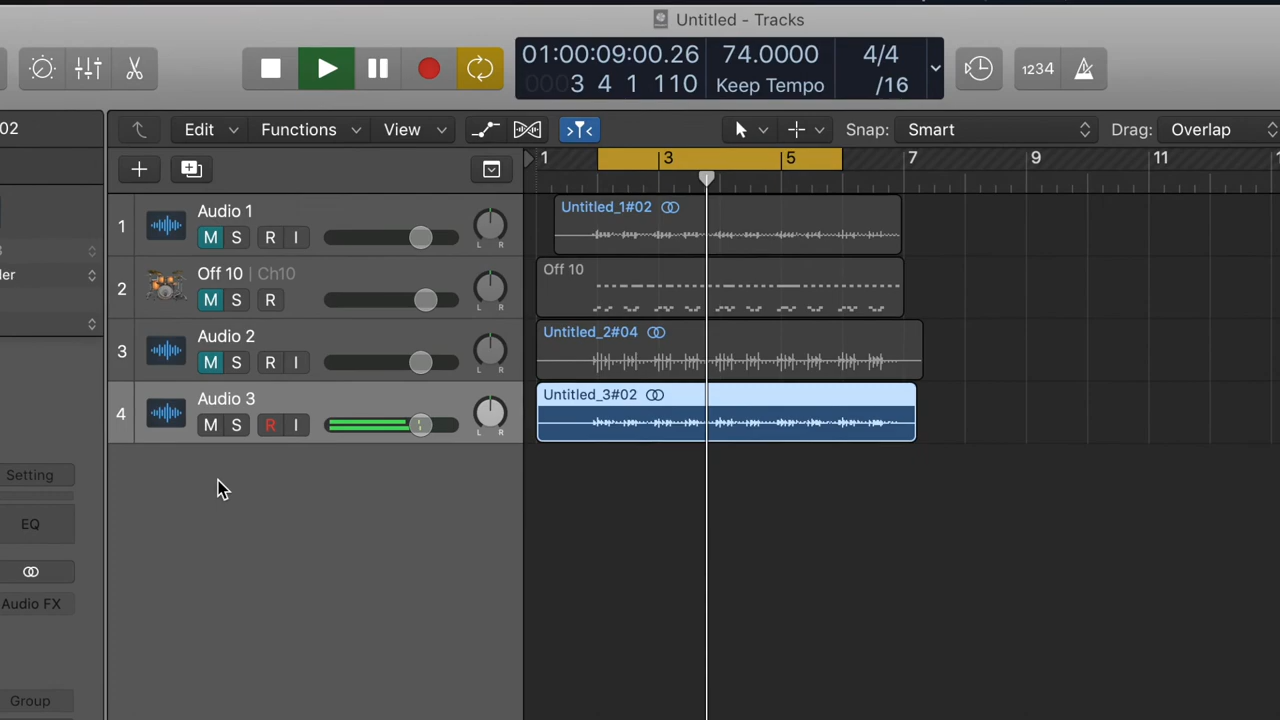 Untitled - Tracks
01:00:09:00.26
0003 4 1 110
74.0000
Keep Tempo
4/4
/16
1234
02
Edit
Functions
View
Snap: Smart
Drag: Overlap
1 3 5 7 9 11
3
der
1
Audio 1
M S R I
L R
Untitled_1#02
2
Off 10 | Ch10
M S R
L R
Off 10
3
Audio 2
M S R I
L R
Untitled_2#04
4
Audio 3
M S R I
L R
Untitled_3#02
Setting
EQ
Audio FX
Group